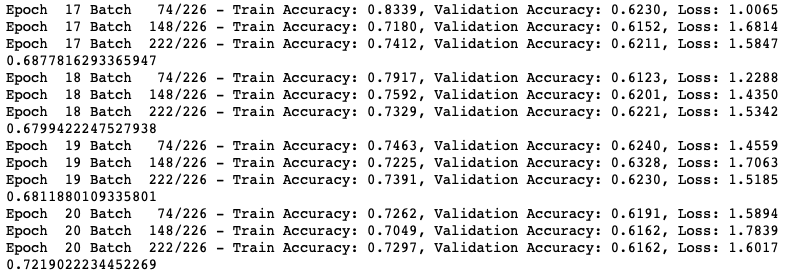 Epoch  17 Batch   74/226 - Train Accuracy: 0.8339, Validation Accuracy: 0.6230, Loss: 1.0065
Epoch  17 Batch  148/226 - Train Accuracy: 0.7180, Validation Accuracy: 0.6152, Loss: 1.6814
Epoch  17 Batch  222/226 - Train Accuracy: 0.7412, Validation Accuracy: 0.6211, Loss: 1.5847
0.6877816293365947
Epoch  18 Batch   74/226 - Train Accuracy: 0.7917, Validation Accuracy: 0.6123, Loss: 1.2288
Epoch  18 Batch  148/226 - Train Accuracy: 0.7592, Validation Accuracy: 0.6201, Loss: 1.4350
Epoch  18 Batch  222/226 - Train Accuracy: 0.7329, Validation Accuracy: 0.6221, Loss: 1.5342
0.6799422247527938
Epoch  19 Batch   74/226 - Train Accuracy: 0.7463, Validation Accuracy: 0.6240, Loss: 1.4559
Epoch  19 Batch  148/226 - Train Accuracy: 0.7225, Validation Accuracy: 0.6328, Loss: 1.7063
Epoch  19 Batch  222/226 - Train Accuracy: 0.7391, Validation Accuracy: 0.6230, Loss: 1.5185
0.6811880109335801
Epoch  20 Batch   74/226 - Train Accuracy: 0.7262, Validation Accuracy: 0.6191, Loss: 1.5894
Epoch  20 Batch  148/226 - Train Accuracy: 0.7049, Validation Accuracy: 0.6162, Loss: 1.7839
Epoch  20 Batch  222/226 - Train Accuracy: 0.7297, Validation Accuracy: 0.6162, Loss: 1.6017
0.7219022234452269